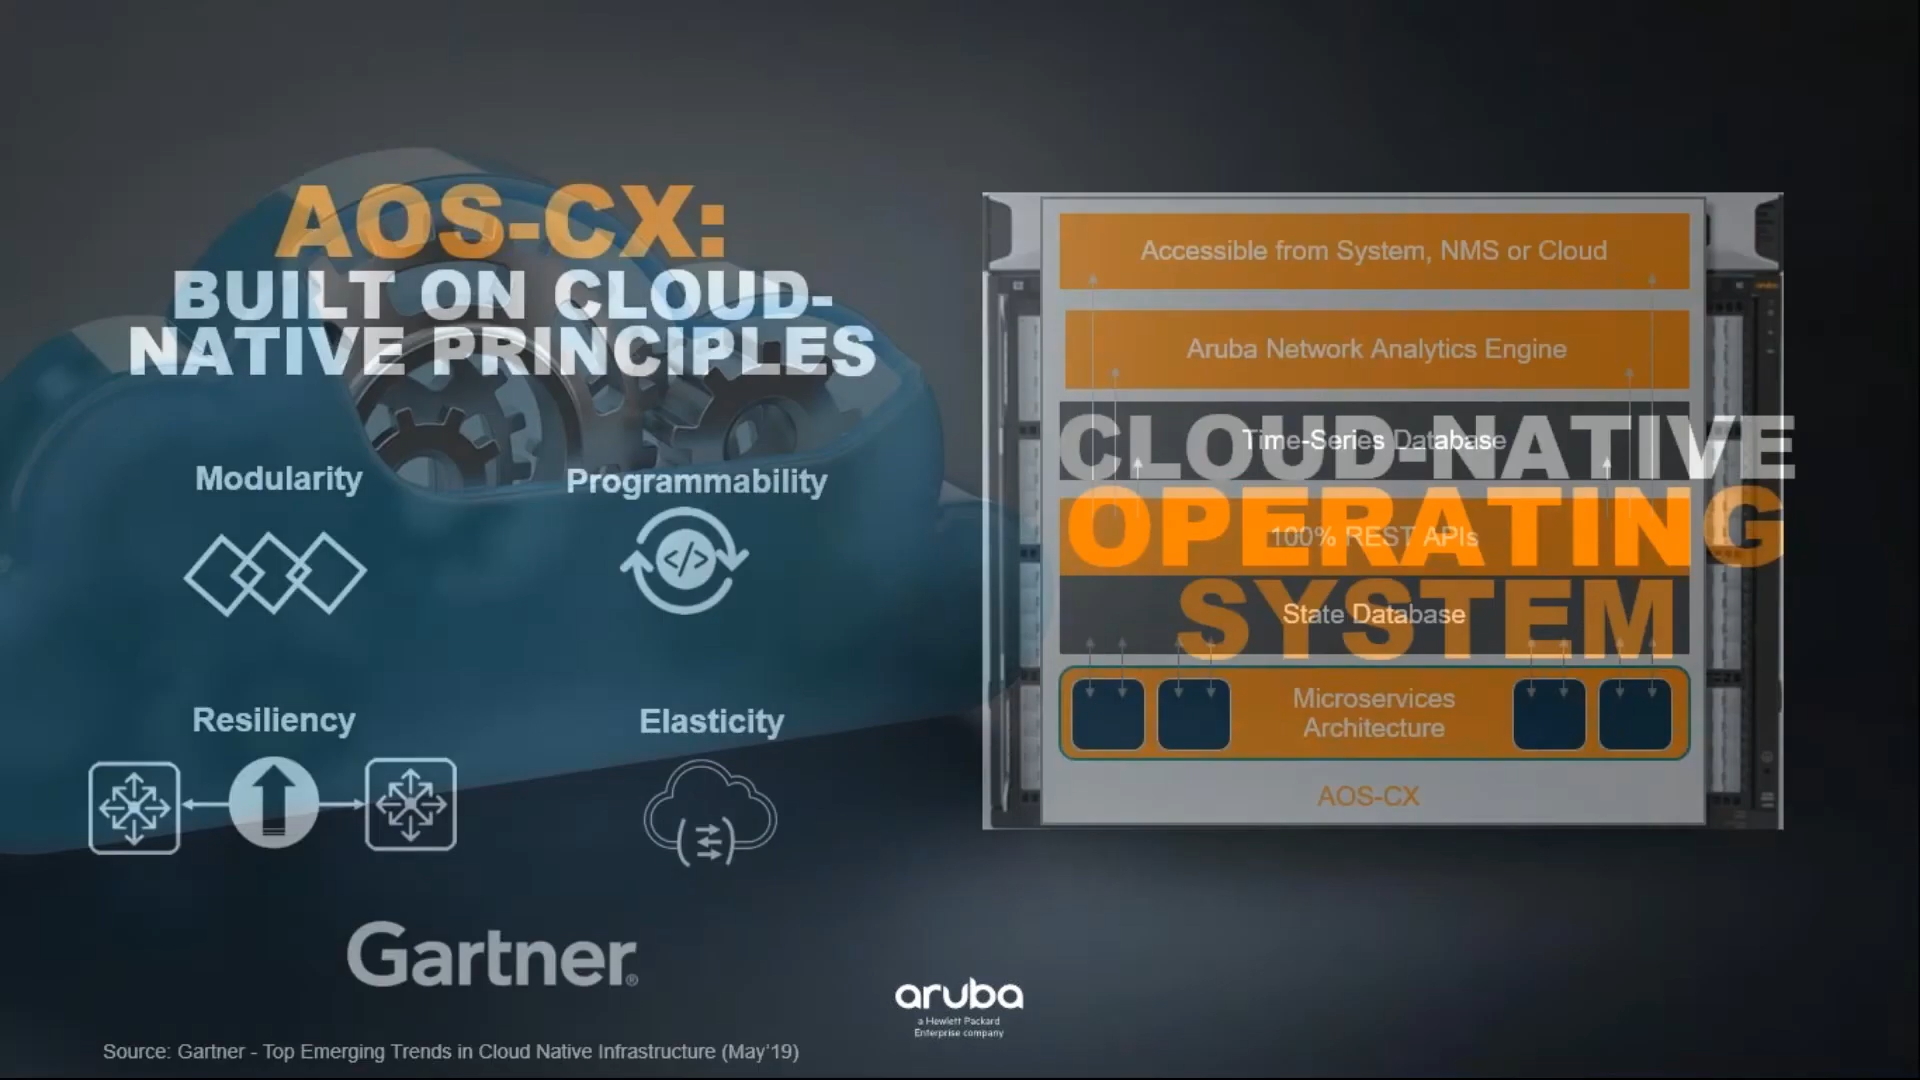 AOS-CX:
BUILT ON CLOUD-
NATIVE PRINCIPLES
Modularity
Programmability
</>
Resiliency
Elasticity
Gartner®
Source: Gartner - Top Emerging Trends in Cloud Native Infrastructure (May'19)
Accessible from System, NMS or Cloud
Aruba Network Analytics Engine
Time-Series Database
100% REST APIs
State Database
Microservices
Architecture
AOS-CX
CLOUD-NATIVE
OPERATING
SYSTEM
aruba
a Hewlett Packard
Enterprise company